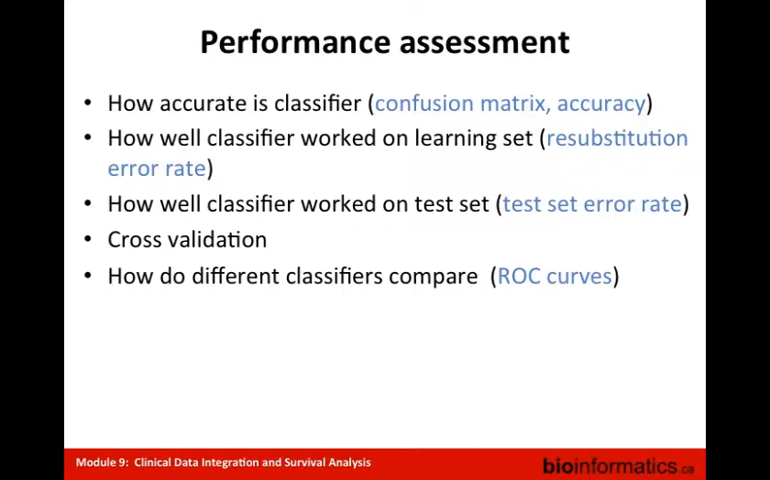 Performance assessment
• How accurate is classifier (confusion matrix, accuracy)
• How well classifier worked on learning set (resubstitution
error rate)
• How well classifier worked on test set (test set error rate)
• Cross validation
• How do different classifiers compare (ROC curves)
Module 9: Clinical Data Integration and Survival Analysis
bioinformatics.ca